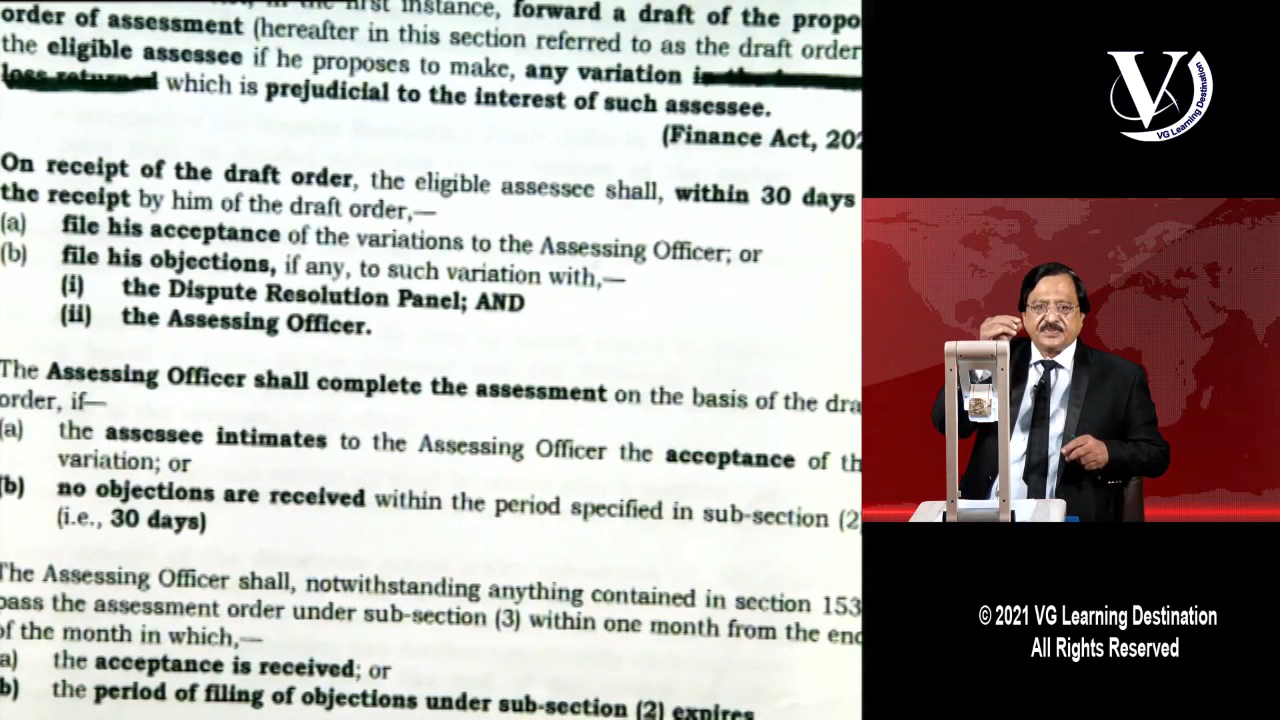 first instance, forward a draft of the propo
order of assessment (hereafter in this section referred to as the draft order
the eligible assessee if he proposes to make, any variation
which is prejudicial to the interest of such assessee.
(Finance Act, 202
On receipt of the draft order, the eligible assessee shall, within 30 days
the receipt by him of the draft order,—
(a) file his acceptance of the variations to the Assessing Officer; or
(b) file his objections, if any, to such variation with,—
(i) the Dispute Resolution Panel; AND
(ii) the Assessing Officer.
The Assessing Officer shall complete the assessment on the basis of the dra
order, if—
(a) the assessee intimates to the Assessing Officer the acceptance of th
variation; or
(b) no objections are received within the period specified in sub-section (2
(i.e., 30 days)
The Assessing Officer shall, notwithstanding anything contained in section 153
pass the assessment order under sub-section (3) within one month from the end
of the month in which,—
a) the acceptance is received; or
b) the period of filing of objections under sub-section (2) expires
V
VG Learning Destination
© 2021 VG Learning Destination
All Rights Reserved